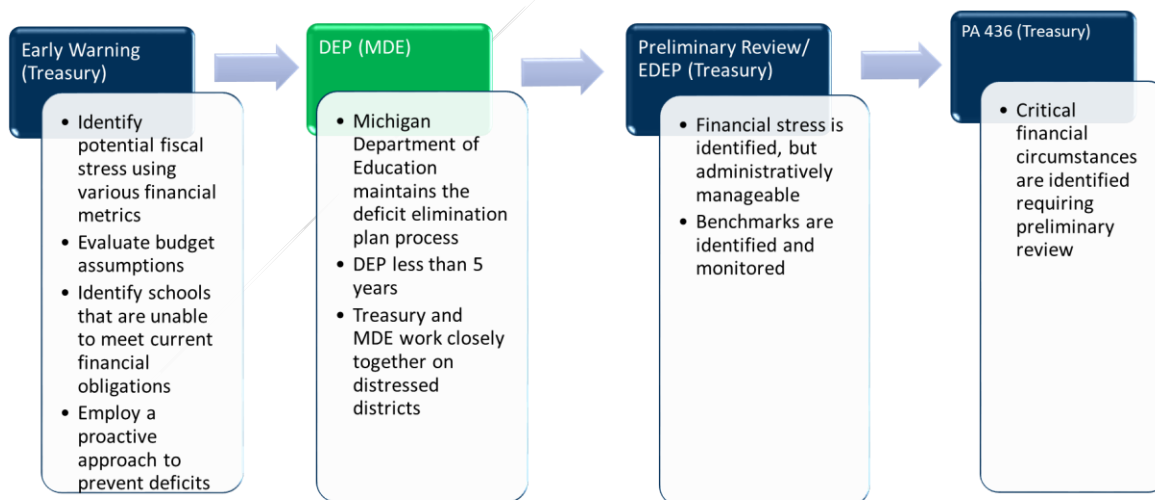 Early Warning
(Treasury)
• Identify
potential fiscal
stress using
various financial
metrics
• Evaluate budget
assumptions
• Identify schools
that are unable
to meet current
financial
obligations
• Employ a
proactive
approach to
prevent deficits
DEP (MDE)
• Michigan
Department of
Education
maintains the
deficit elimination
plan process
• DEP less than 5
years
• Treasury and
MDE work closely
together on
distressed
districts
Preliminary Review/
EDEP (Treasury)
• Financial stress is
identified, but
administratively
manageable
• Benchmarks are
identified and
monitored
PA 436 (Treasury)
• Critical
financial
circumstances
are identified
requiring
preliminary
review